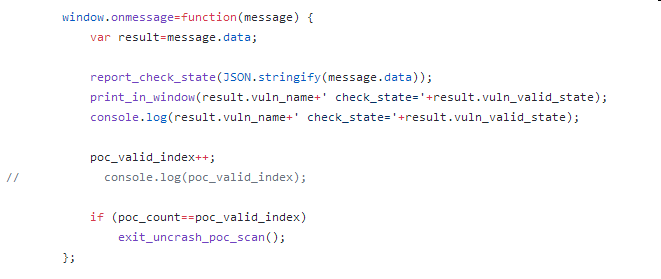 window.onmessage=function(message) {
var result=message.data;
report_check_state(JSON.stringify(message.data));
print_in_window(result.vuln_name+' check_state='+result.vuln_valid_state);
console.log(result.vuln_name+' check_state='+result.vuln_valid_state);
poc_valid_index++;
// console.log(poc_valid_index);
if (poc_count==poc_valid_index)
exit_uncrash_poc_scan();
};